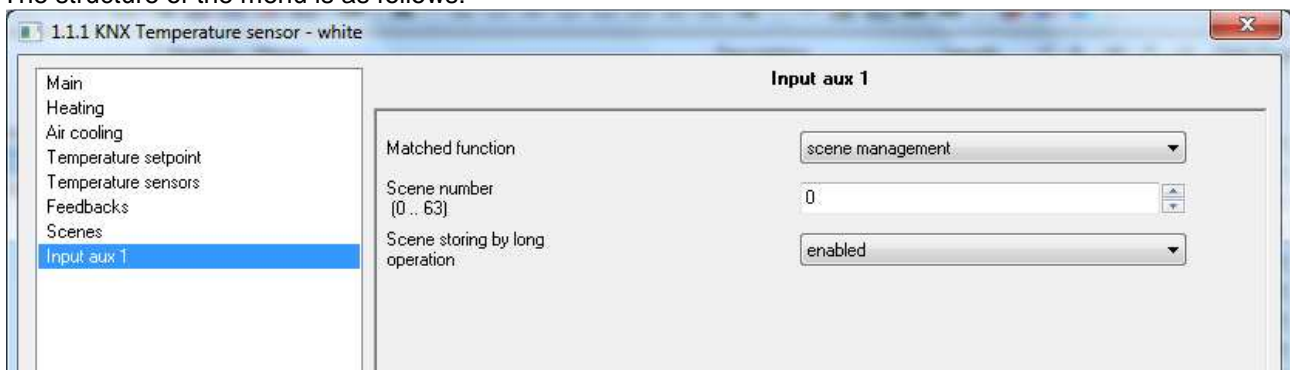 The structure of the menu is as follows:
1.1.1 KNX Temperature sensor - white
Main
Heating
Air cooling
Temperature setpoint
Temperature sensors
Feedbacks
Scenes
Input aux 1
Input aux 1
Matched function
scene management
Scene number
(0 .. 63)
0
Scene storing by long
operation
enabled